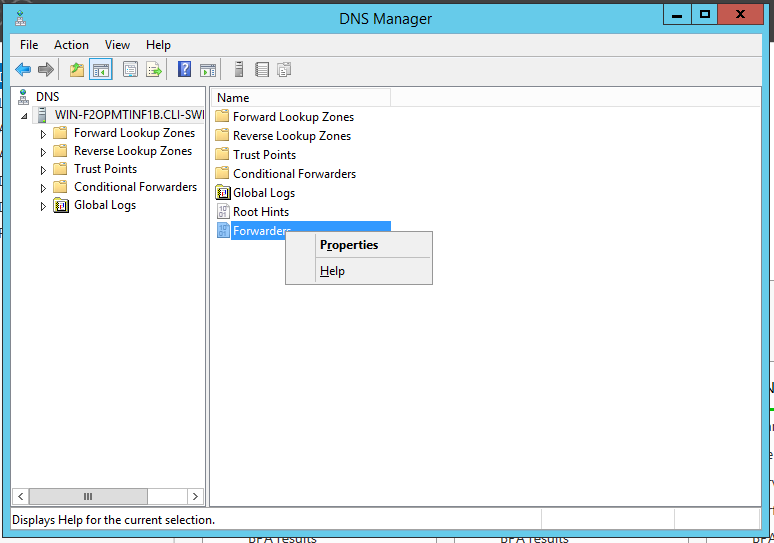 DNS Manager
File Action View Help
DNS
WIN-F2OPMTINF1B.CLI-SWI
Forward Lookup Zones
Reverse Lookup Zones
Trust Points
Conditional Forwarders
Global Logs
Name
Forward Lookup Zones
Reverse Lookup Zones
Trust Points
Conditional Forwarders
Global Logs
Root Hints
Forwarders
Properties
Help
Displays Help for the current selection.
BPA results
BPA results
BPA